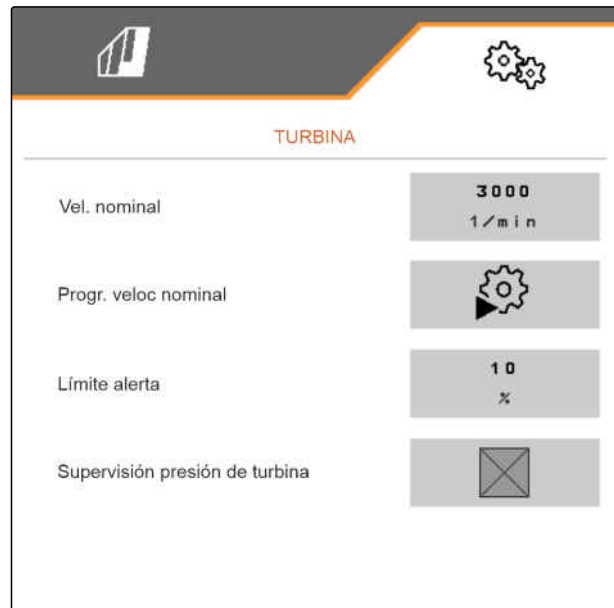 TURBINA
Vel. nominal
3000
1/min
Progr. veloc nominal
Límite alerta
10
%
Supervisión presión de turbina